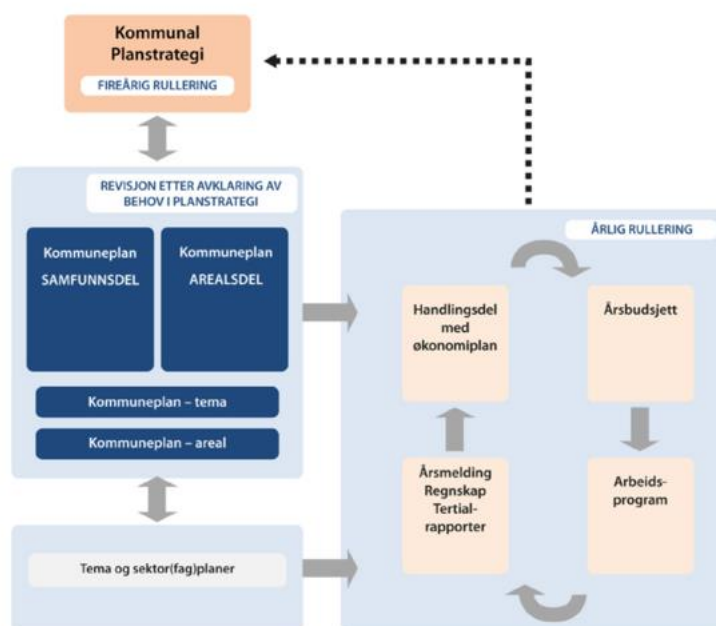 Kommunal
Planstrategi
FIREÅRIG RULLERING
REVISJON ETTER AVKLARING AV
BEHOV I PLANSTRATEGI
Kommuneplan
SAMFUNNSDEL
Kommuneplan
AREALSDEL
Kommuneplan – tema
Kommuneplan – areal
Tema og sektor(fag)planer
ÅRLIG RULLERING
Handlingsdel
med
økonomiplan
Årsbudsjett
Årsmelding
Regnskap
Tertial-
rapporter
Arbeids-
program